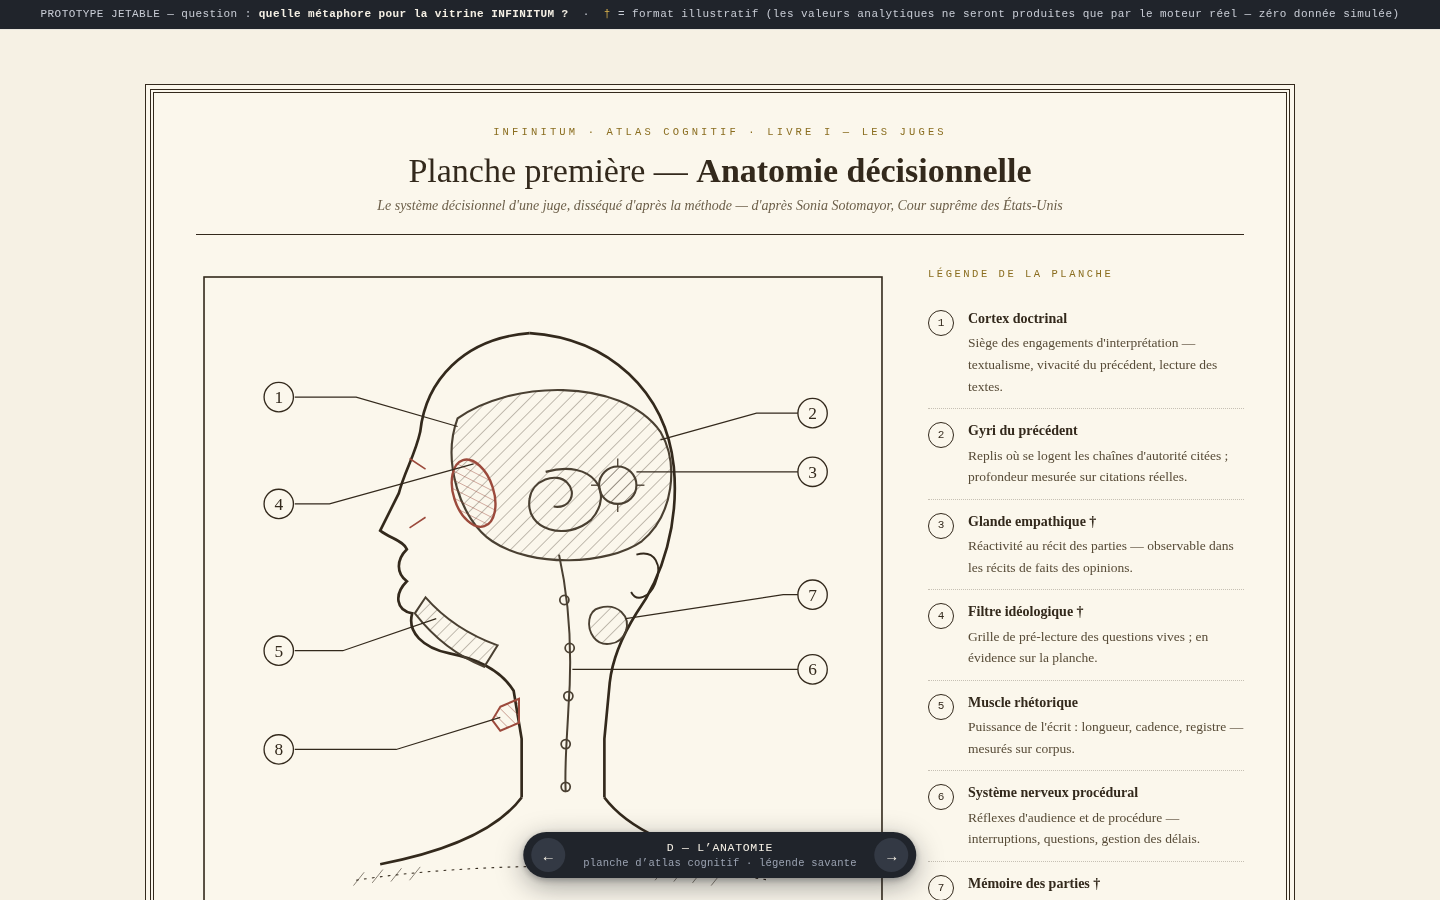 PROTOTYPE JETABLE — question : quelle métaphore pour la vitrine INFINITUM ? · † = format illustratif (les valeurs analytiques ne seront produites que par le moteur réel — zéro donnée simulée)
INFINITUM · ATLAS COGNITIF · LIVRE I — LES JUGES
Planche première — Anatomie décisionnelle
Le système décisionnel d'une juge, disséqué d'après la méthode — d'après Sonia Sotomayor, Cour suprême des États-Unis
1
2
3
4
7
5
6
8
LÉGENDE DE LA PLANCHE
1
Cortex doctrinal
Siège des engagements d'interprétation —
textualisme, vivacité du précédent, lecture des
textes.
2
Gyri du précédent
Replis où se logent les chaînes d'autorité citées ;
profondeur mesurée sur citations réelles.
3
Glande empathique †
Réactivité au récit des parties — observable dans
les récits de faits des opinions.
4
Filtre idéologique †
Grille de pré-lecture des questions vives ; en
évidence sur la planche.
5
Muscle rhétorique
Puissance de l'écrit : longueur, cadence, registre —
mesurés sur corpus.
6
Système nerveux procédural
Réflexes d'audience et de procédure —
interruptions, questions, gestion des délais.
7
Mémoire des parties †
←
D — L’ANATOMIE
planche d’atlas cognitif · légende savante
→